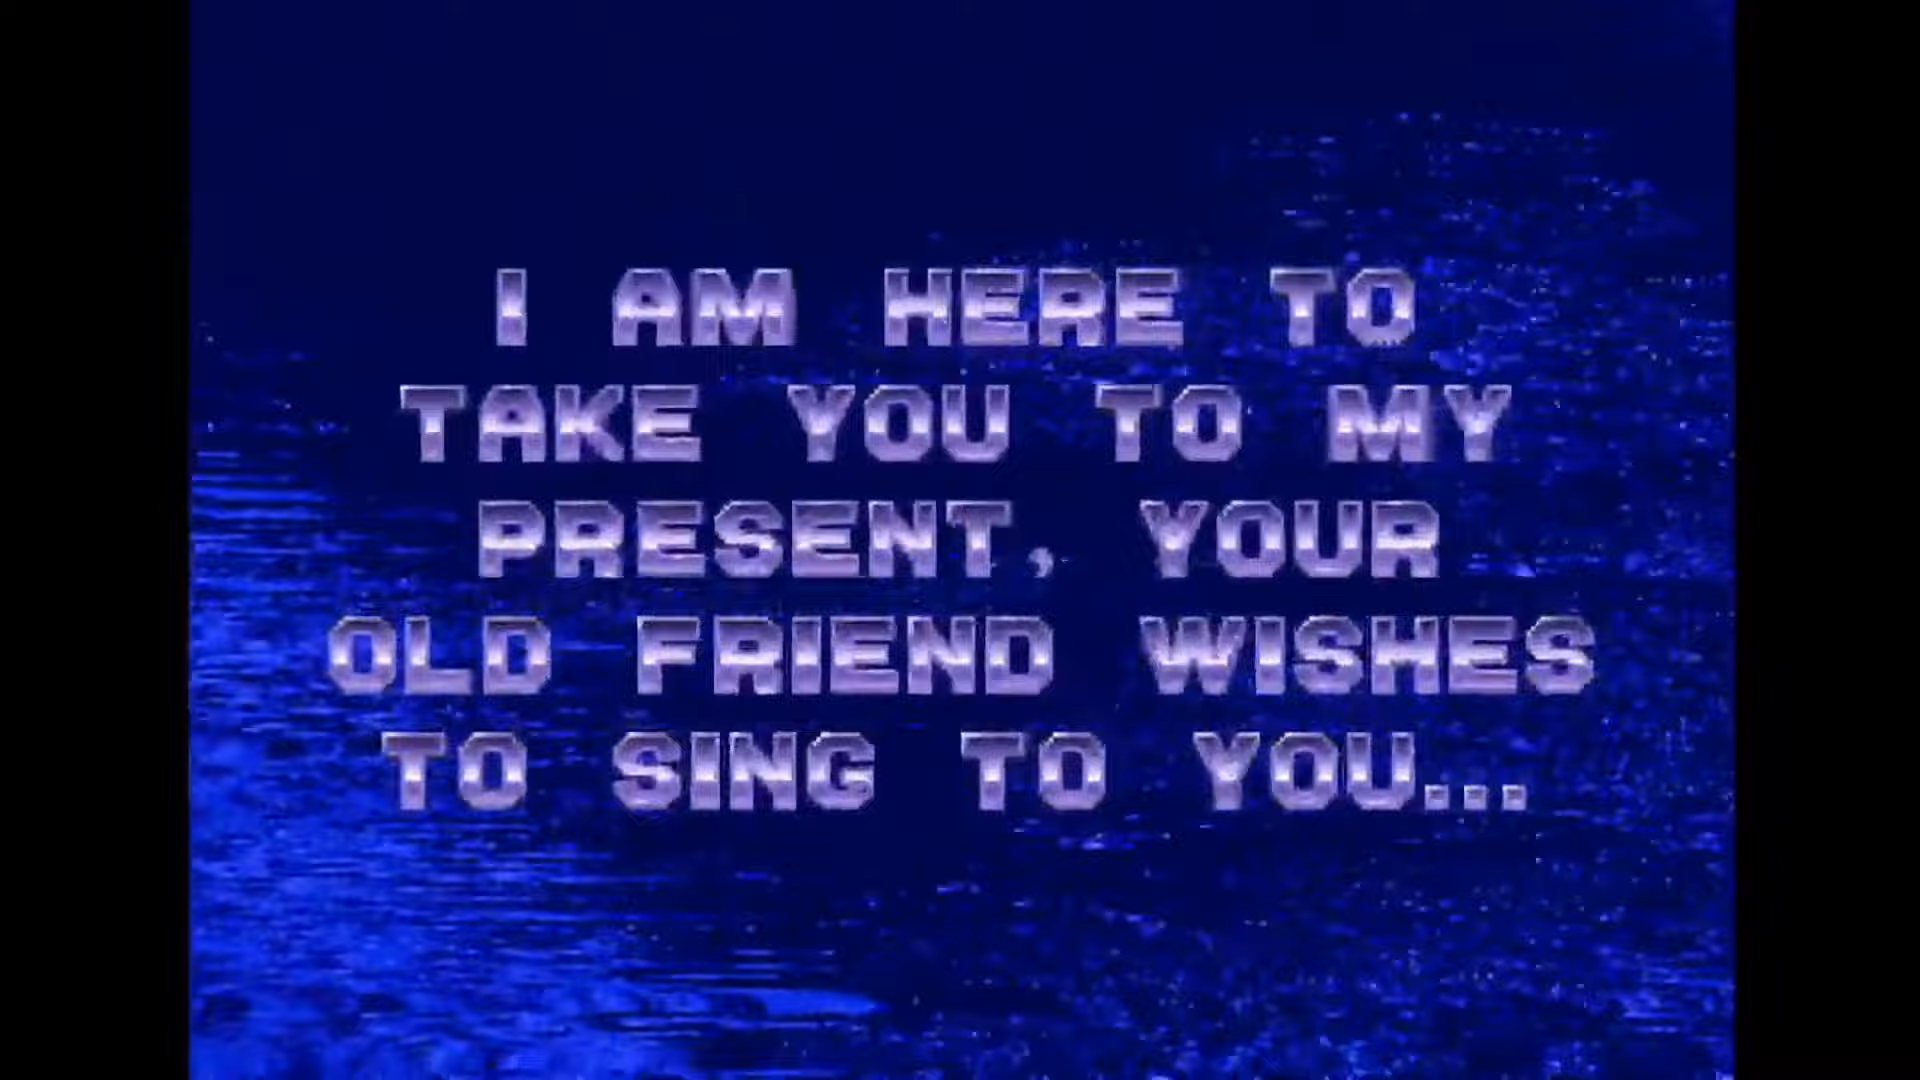 I AM HERE TO
TAKE YOU TO MY
PRESENT, YOUR
OLD FRIEND WISHES
TO SING TO YOU...